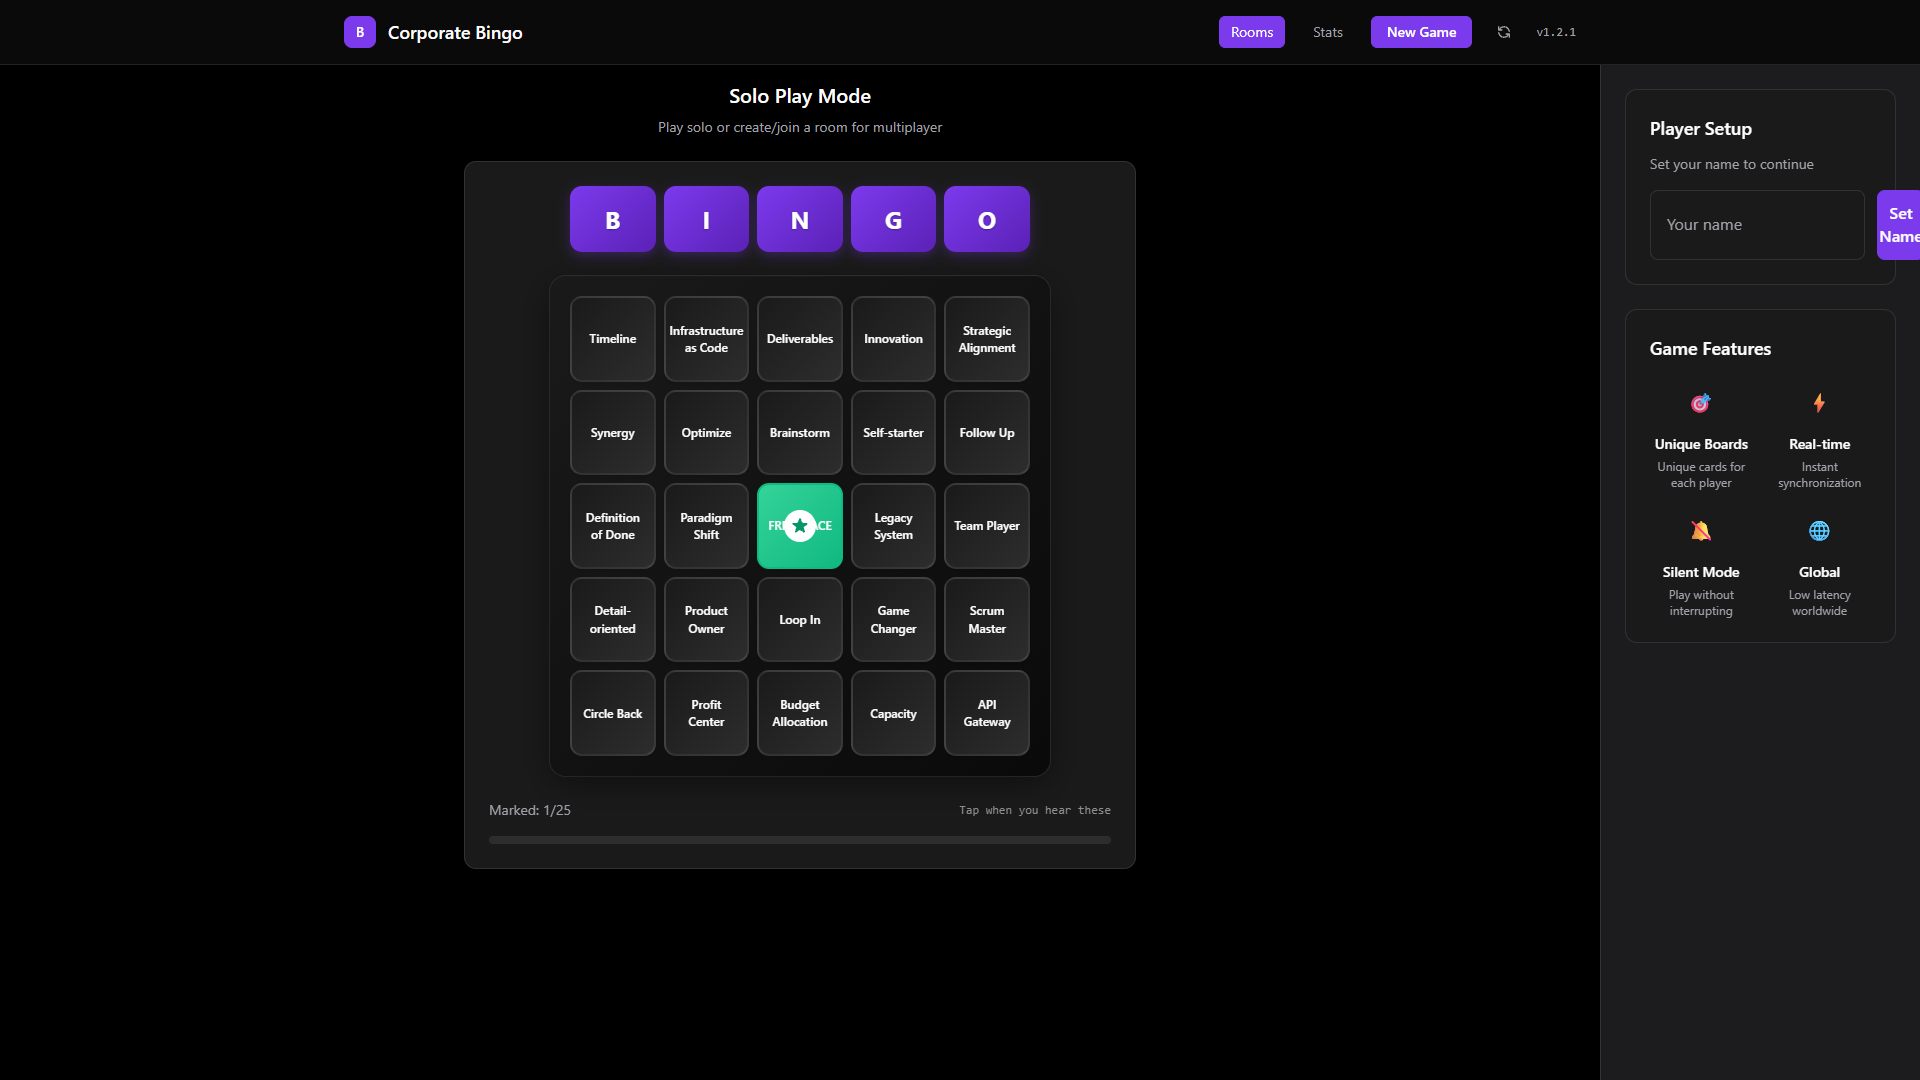 B Corporate Bingo Rooms Stats New Game v1.2.1
Solo Play Mode
Play solo or create/join a room for multiplayer
B I N G O
Timeline
Infrastructure
as Code
Deliverables
Innovation
Strategic
Alignment
Synergy
Optimize
Brainstorm
Self-starter
Follow Up
Definition
of Done
Paradigm
Shift
Legacy
System
Team Player
Detail-
oriented
Product
Owner
Loop In
Game
Changer
Scrum
Master
Circle Back
Profit
Center
Budget
Allocation
Capacity
API
Gateway
Marked: 1/25
Tap when you hear these
Player Setup
Set your name to continue
Your name
Set
Name
Game Features
Unique Boards
Unique cards for
each player
Real-time
Instant
synchronization
Silent Mode
Play without
interrupting
Global
Low latency
worldwide